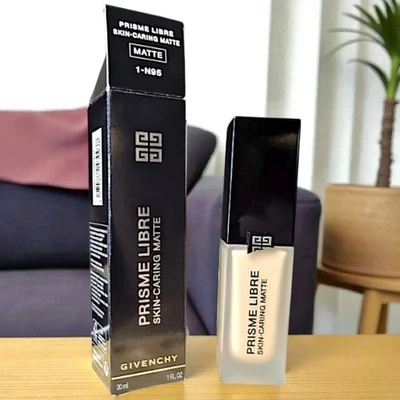 PRISME LIBRE
SKIN-CARING MATTE
MATTE
1-N95
PRISME LIBRE
SKIN-CARING MATTE
GIVENCHY
30 ml
1 FL.OZ
PRISME LIBRE
SKIN-CARING MATTE